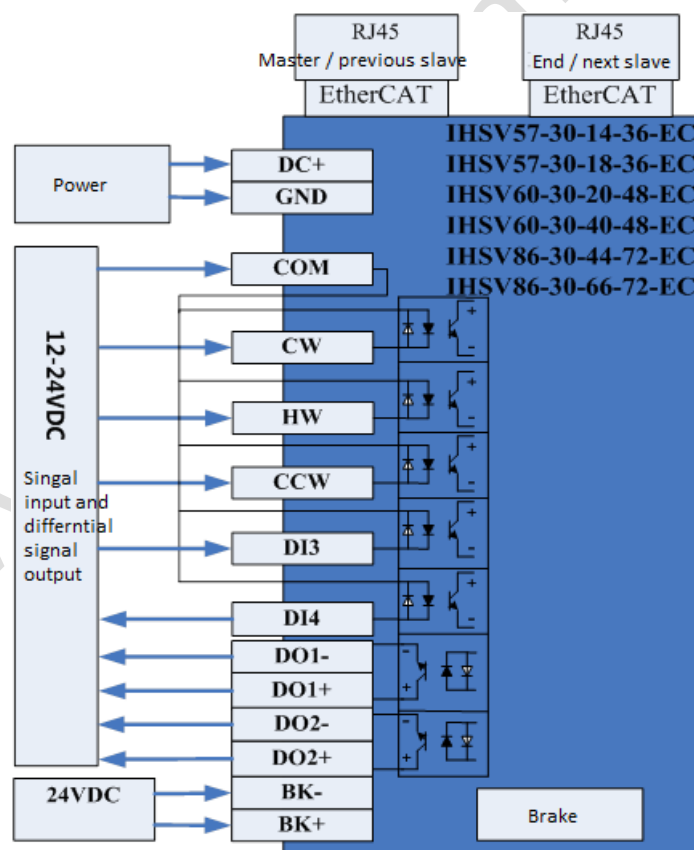 RJ45
Master / previous slave
EtherCAT
RJ45
End / next slave
EtherCAT
IHSV57-30-14-36-EC
IHSV57-30-18-36-EC
IHSV60-30-20-48-EC
IHSV60-30-40-48-EC
IHSV86-30-44-72-EC
IHSV86-30-66-72-EC
Power
DC+
GND
12-24VDC
Singal
input and
differntial
signal
output
COM
CW
HW
CCW
DI3
DI4
DO1-
DO1+
DO2-
DO2+
+
-
+
-
+
-
+
-
+
-
-
+
-
+
24VDC
BK-
BK+
Brake